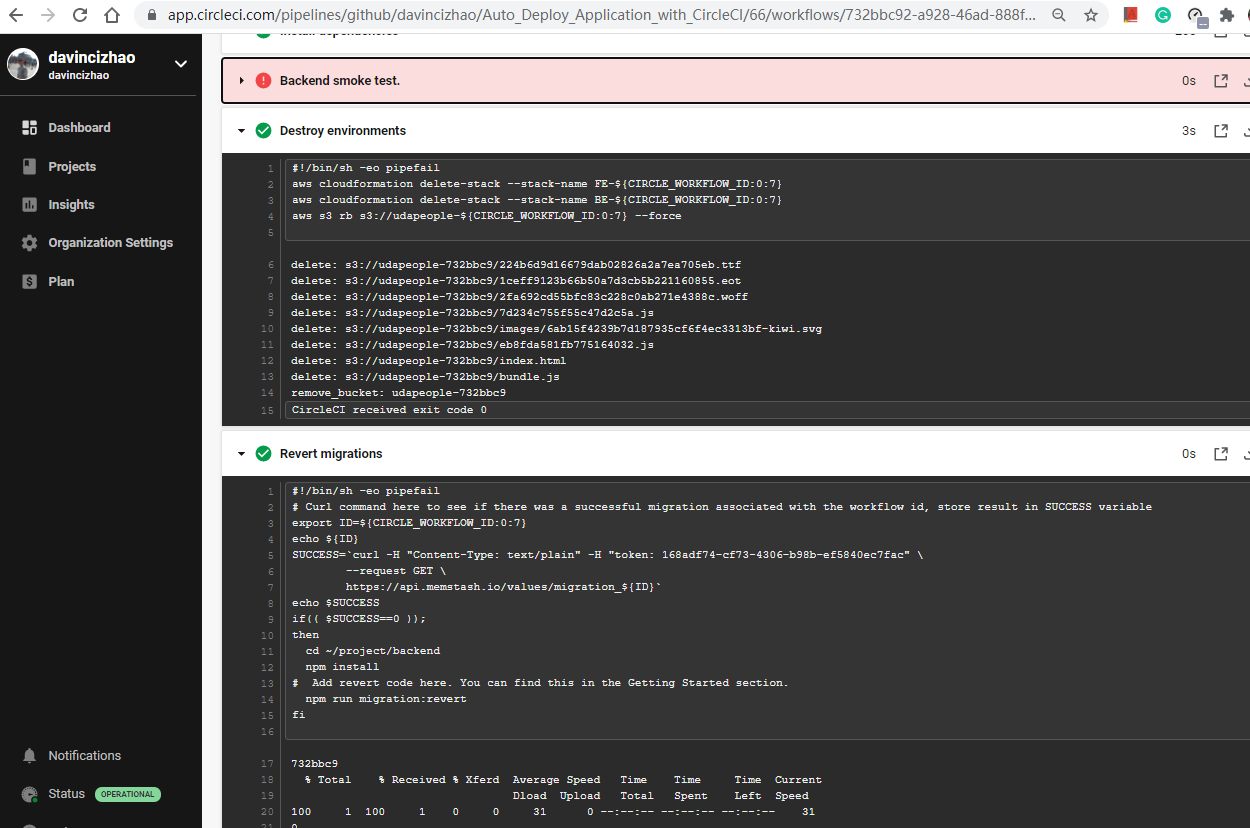 app.circleci.com/pipelines/github/davincizhao/Auto_Deploy_Application_with_CircleCI/66/workflows/732bbc92-a928-46ad-888f...
davincizhao
davincizhao
Dashboard
Projects
Insights
Organization Settings
Plan
Notifications
Status OPERATIONAL
Install dependencies
Backend smoke test. 0s
Destroy environments 3s
1 #!/bin/sh -eo pipefail
2 aws cloudformation delete-stack --stack-name FE-${CIRCLE_WORKFLOW_ID:0:7}
3 aws cloudformation delete-stack --stack-name BE-${CIRCLE_WORKFLOW_ID:0:7}
4 aws s3 rb s3://udapeople-${CIRCLE_WORKFLOW_ID:0:7} --force
5
6 delete: s3://udapeople-732bbc9/224b6d9d16679dab02826a2a7ea705eb.ttf
7 delete: s3://udapeople-732bbc9/1ceff9123b66b50a7d3cb5b221160855.eot
8 delete: s3://udapeople-732bbc9/2fa692cd55bfc83c228c0ab271e4388c.woff
9 delete: s3://udapeople-732bbc9/7d234c755f55c47d2c5a.js
10 delete: s3://udapeople-732bbc9/images/6ab15f4239b7d187935cf6f4ec3313bf-kiwi.svg
11 delete: s3://udapeople-732bbc9/eb8fda581fb775164032.js
12 delete: s3://udapeople-732bbc9/index.html
13 delete: s3://udapeople-732bbc9/bundle.js
14 remove_bucket: udapeople-732bbc9
15 CircleCI received exit code 0
Revert migrations 0s
1 #!/bin/sh -eo pipefail
2 # Curl command here to see if there was a successful migration associated with the workflow id, store result in SUCCESS variable
3 export ID=${CIRCLE_WORKFLOW_ID:0:7}
4 echo ${ID}
5 SUCCESS=`curl -H "Content-Type: text/plain" -H "token: 168adf74-cf73-4306-b98b-ef5840ec7fac" \
6 --request GET \
7 https://api.memstash.io/values/migration_${ID}`
8 echo $SUCCESS
9 if(( $SUCCESS==0 ));
10 then
11 cd ~/project/backend
12 npm install
13 # Add revert code here. You can find this in the Getting Started section.
14 npm run migration:revert
15 fi
16
17 732bbc9
18 % Total % Received % Xferd Average Speed Time Time Time Current
19 Dload Upload Total Spent Left Speed
20 100 1 100 1 0 0 31 0 --:--:-- --:--:-- --:--:-- 31
21 0